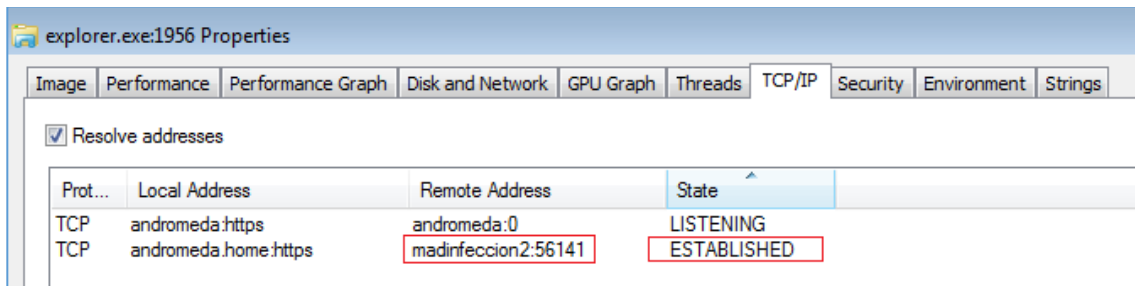 explorer.exe:1956 Properties
Image Performance Performance Graph Disk and Network GPU Graph Threads TCP/IP Security Environment Strings
Resolve addresses
Prot... Local Address Remote Address State
TCP andromeda:https andromeda:0 LISTENING
TCP andromeda.home:https madinfeccion2:56141 ESTABLISHED